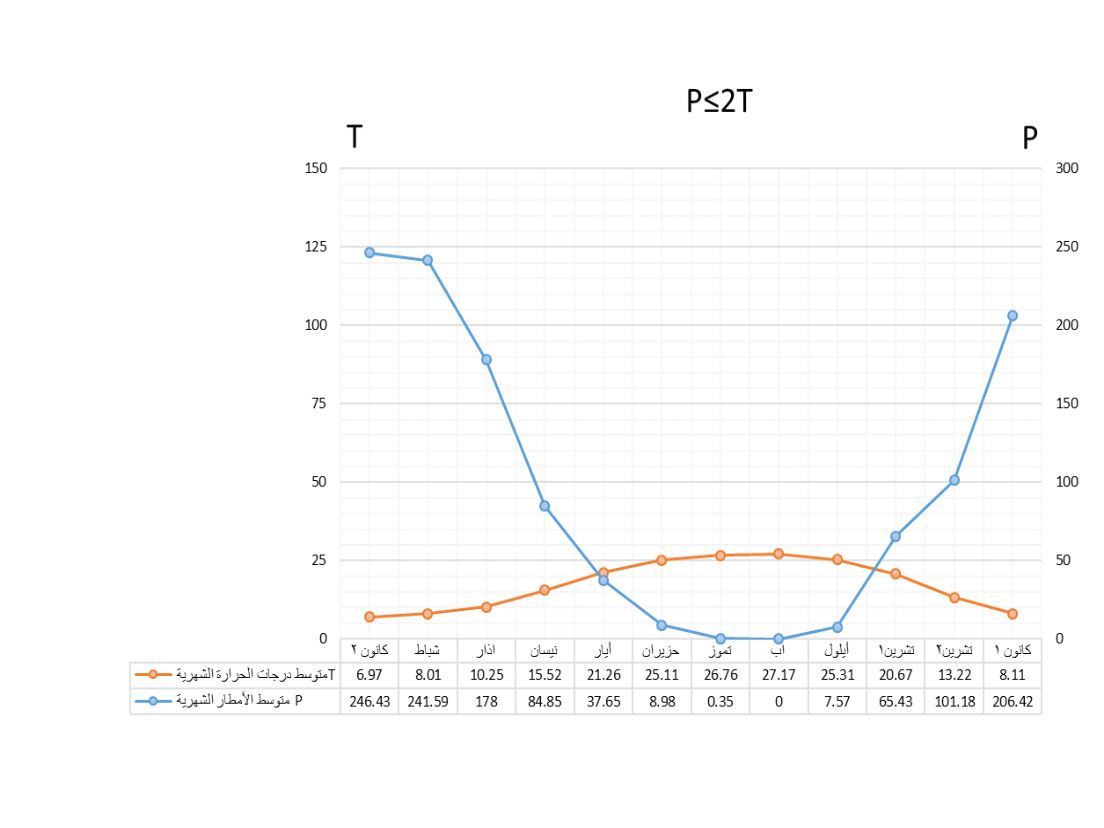 P≤2T
T P
150 300
125 250
100 200
75 150
50 100
25 50
0 0
كانون ٢ شباط اذار نيسان أيار حزيران تموز اب أيلول تشرين١ تشرين٢ كانون ١
متوسط درجات الحرارة الشهرية T 6.97 8.01 10.25 15.52 21.26 25.11 26.76 27.17 25.31 20.67 13.22 8.11
متوسط الأمطار الشهرية P 246.43 241.59 178 84.85 37.65 8.98 0.35 0 7.57 65.43 101.18 206.42